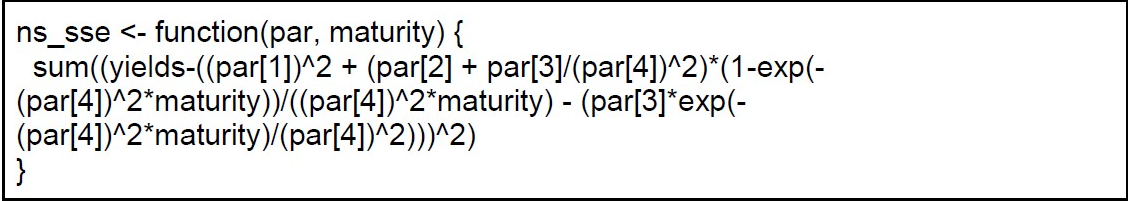 ns_sse <- function(par, maturity) {
  sum((yields-((par[1])^2 + (par[2] + par[3]/(par[4])^2)*(1-exp(-
(par[4])^2*maturity))/((par[4])^2*maturity) - (par[3]*exp(-
(par[4])^2*maturity)/(par[4])^2)))^2)
}